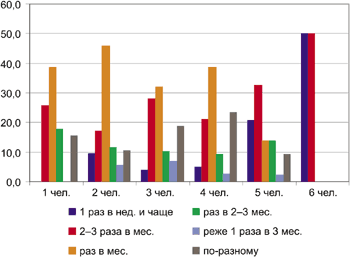 60,0
50,0
40,0
30,0
20,0
10,0
0,0
1 чел. 2 чел. 3 чел. 4 чел. 5 чел. 6 чел.
1 раз в нед. и чаще раз в 2–3 мес.
2–3 раза в мес. реже 1 раза в 3 мес.
раз в мес. по-разному